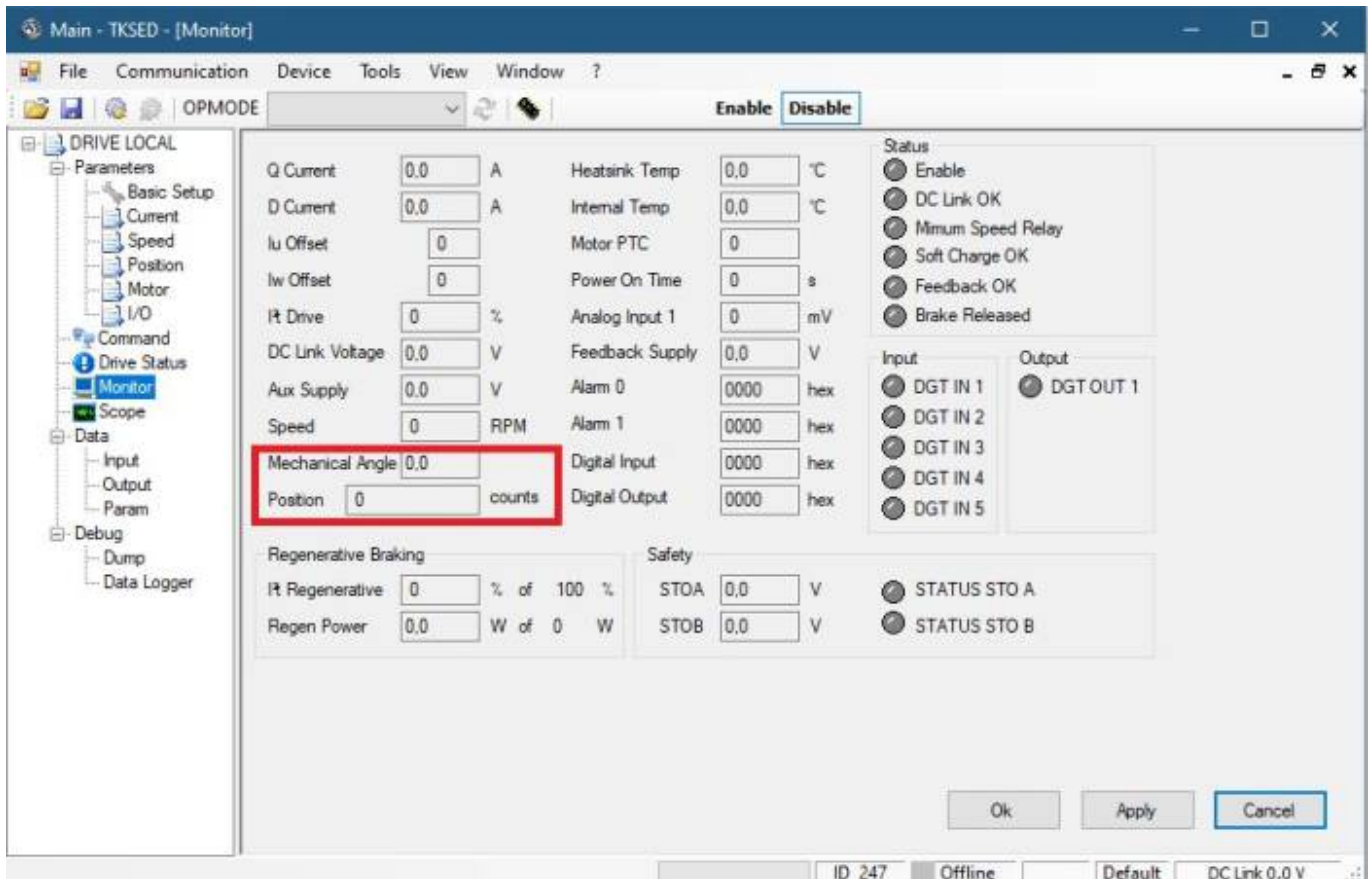 Main - TKSED - [Monitor]
File Communication Device Tools View Window ?
OPMODE Enable Disable
DRIVE LOCAL
Parameters
Basic Setup
Current
Speed
Position
Motor
I/O
Command
Drive Status
Monitor
Scope
Data
Input
Output
Param
Debug
Dump
Data Logger
Q Current 0,0 A
D Current 0,0 A
Iu Offset 0
Iw Offset 0
I²t Drive 0 %
DC Link Voltage 0,0 V
Aux Supply 0,0 V
Speed 0 RPM
Mechanical Angle 0,0
Position 0 counts
Heatsink Temp 0,0 °C
Internal Temp 0,0 °C
Motor PTC 0
Power On Time 0 s
Analog Input 1 0 mV
Feedback Supply 0,0 V
Alarm 0 0000 hex
Alarm 1 0000 hex
Digital Input 0000 hex
Digital Output 0000 hex
Status
Enable
DC Link OK
Mimum Speed Relay
Soft Charge OK
Feedback OK
Brake Released
Input
DGT IN 1
DGT IN 2
DGT IN 3
DGT IN 4
DGT IN 5
Output
DGT OUT 1
Regenerative Braking
I²t Regenerative 0 % of 100 %
Regen Power 0,0 W of 0 W
Safety
STOA 0,0 V
STOB 0,0 V
STATUS STO A
STATUS STO B
Ok Apply Cancel
ID 247 Offline Default DC Link 0.0 V